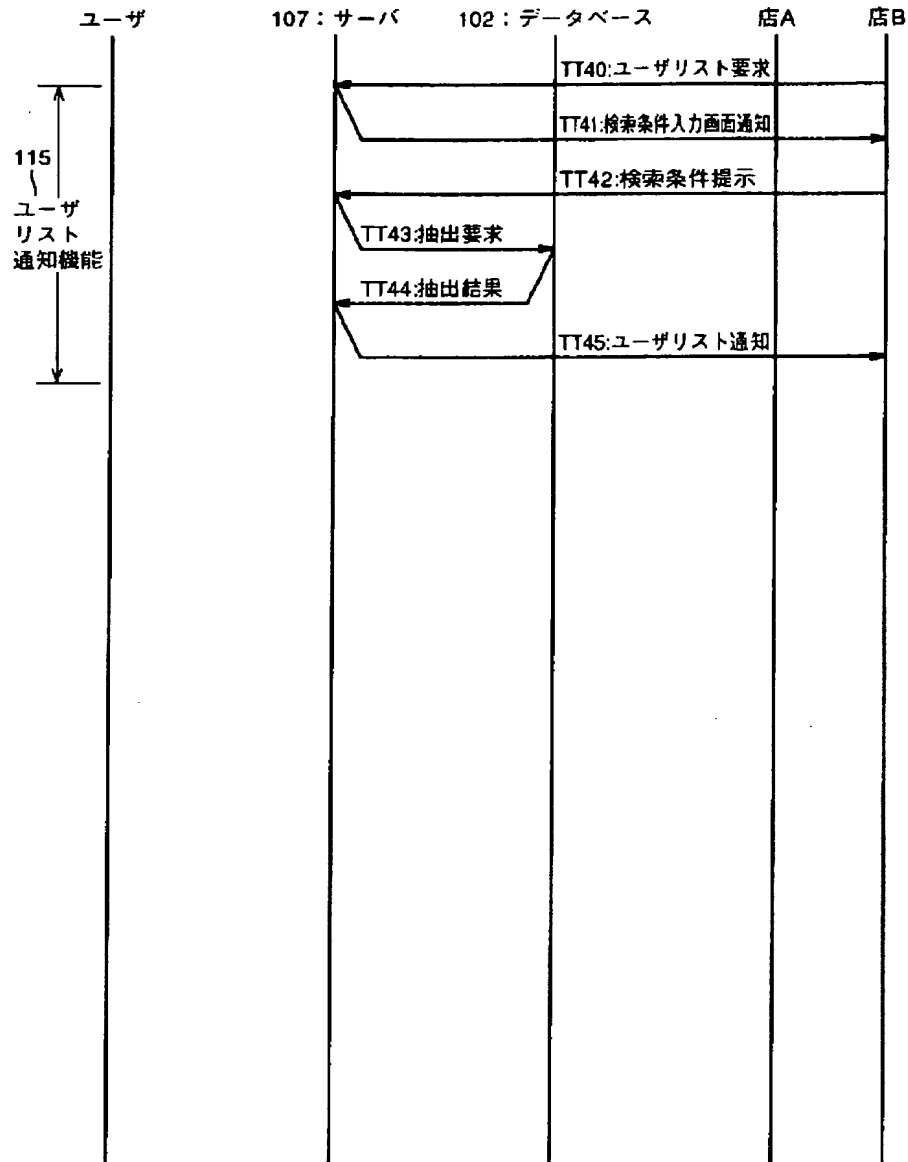 ユーザ
107：サーバ
102：データベース
店A
店B
TT40:ユーザリスト要求
TT41:検索条件入力画面通知
115
TT42:検索条件提示
ユーザ
リスト
通知機能
TT43:抽出要求
TT44:抽出結果
TT45:ユーザリスト通知